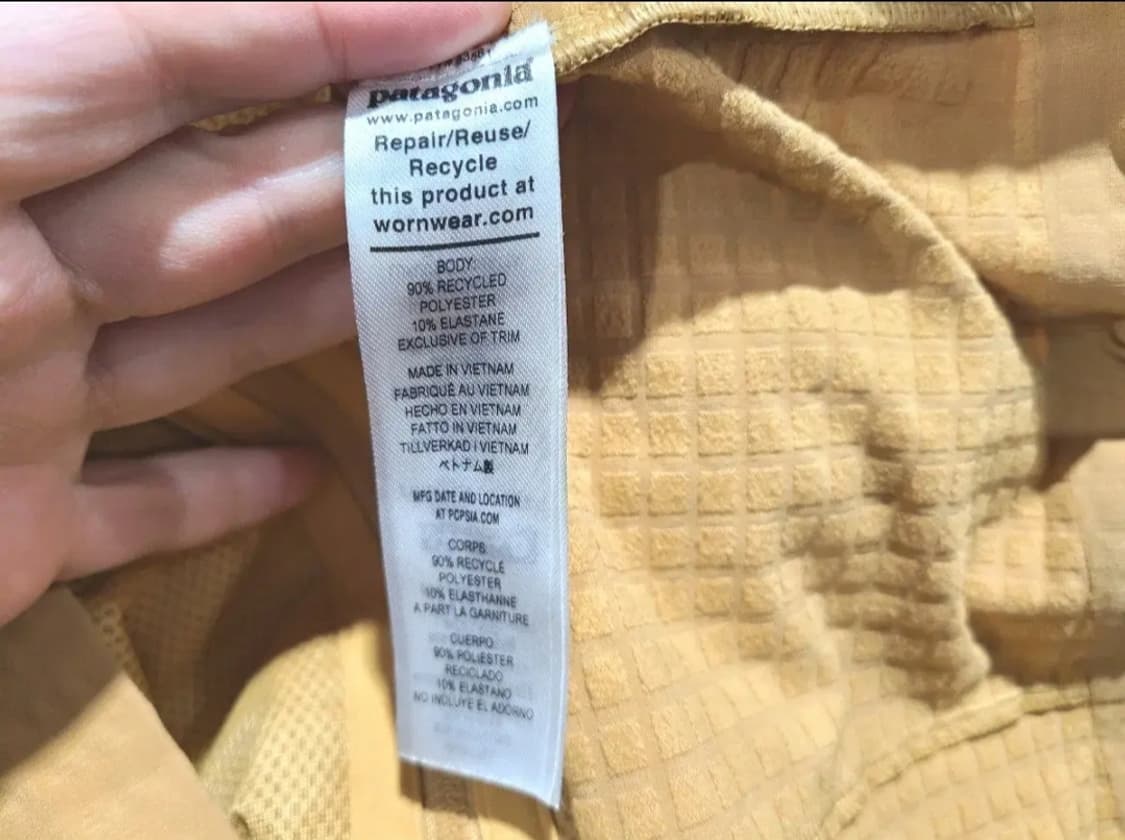 patagonia
www.patagonia.com
Repair/Reuse/
Recycle
this product at
wornwear.com
BODY:
90% RECYCLED
POLYESTER
10% ELASTANE
EXCLUSIVE OF TRIM
MADE IN VIETNAM
FABRIQUÉ AU VIETNAM
HECHO EN VIETNAM
FATTO IN VIETNAM
TILLVERKAD I VIETNAM
ベトナム製
MFG DATE AND LOCATION
AT PCPSIA.COM
CORPS:
90% RECYCLÉ
POLYESTER
10% ÉLASTHANNE
À PART LA GARNITURE
CUERPO:
90% POLIÉSTER
RECICLADO
10% ELASTANO
NO INCLUYE EL ADORNO